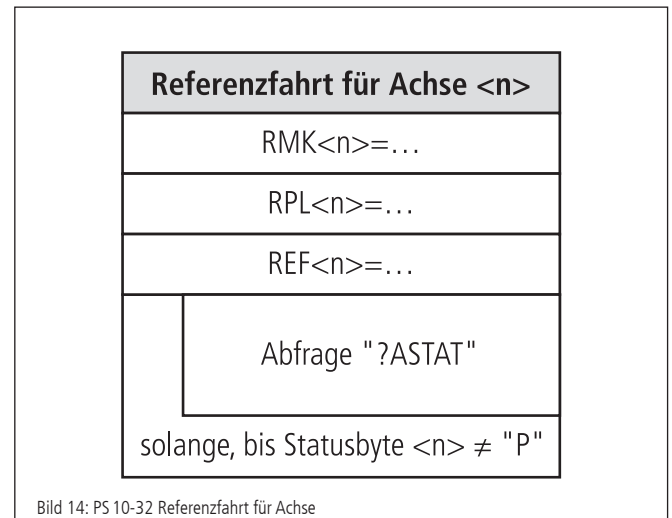 Referenzfahrt für Achse <n>
RMK<n>=...
RPL<n>=...
REF<n>=...
Abfrage "?ASTAT"
solange, bis Statusbyte <n> ≠ "P"
Bild 14: PS 10-32 Referenzfahrt für Achse